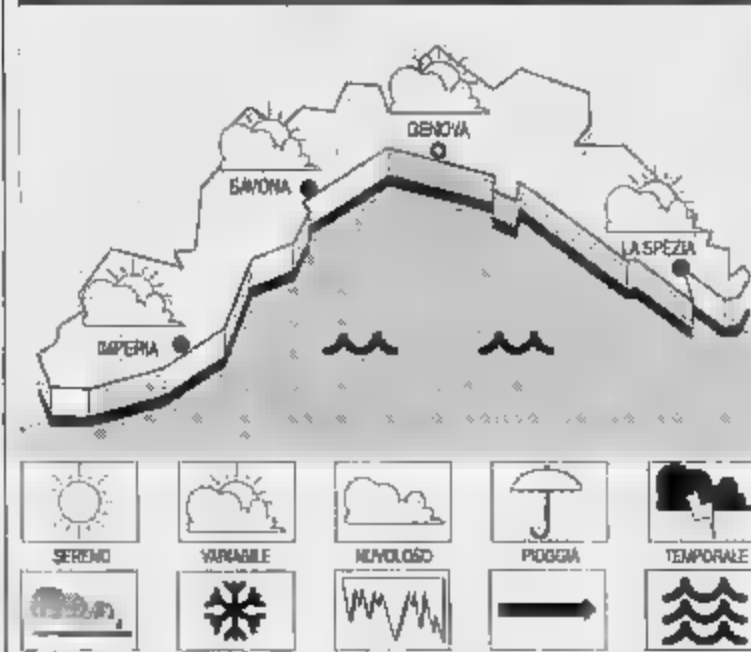 GENOVA
SAVONA
LA SPEZIA
IMPERIA
SERENO VARIABILE NUVOLOSO PIOGGIA TEMPORALE